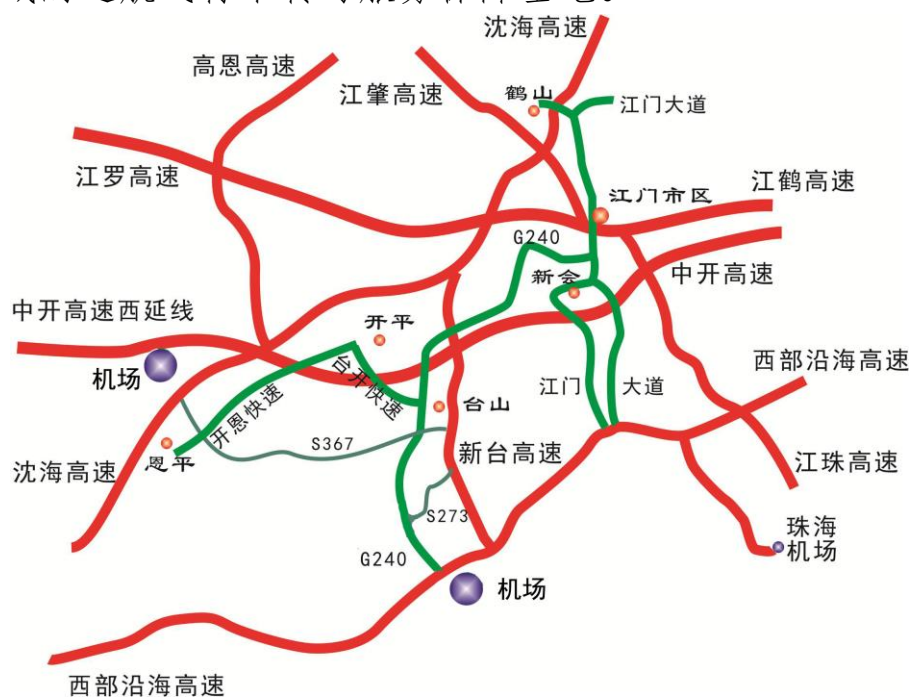 沈海高速
高恩高速
江肇高速
鹤山
江门大道
江罗高速
江门市区
江鹤高速
G240
新会
中开高速
中开高速西延线
开平
机场
台开快速
江门
大道
西部沿海高速
开恩快速
台山
恩平
S367
新台高速
沈海高速
江珠高速
S273
珠海
机场
G240
机场
西部沿海高速